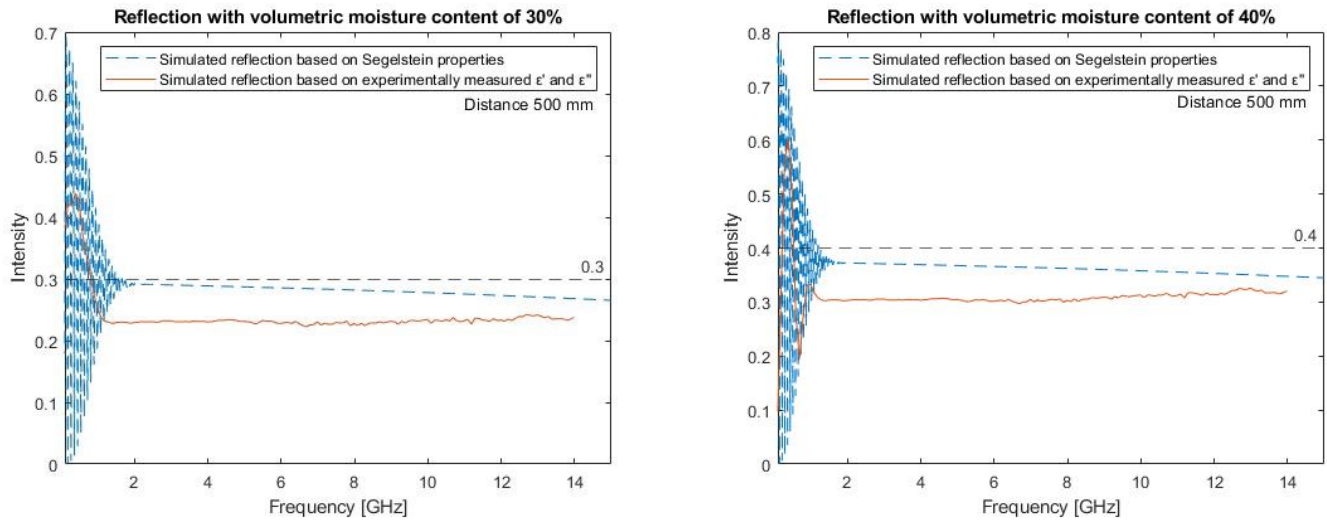 Reflection with volumetric moisture content of 30%
0.7
0.6
0.5
0.4
0.3
0.2
0.1
0
Intensity
Simulated reflection based on Segelstein properties
Simulated reflection based on experimentally measured ε' and ε"
Distance 500 mm
0.3
2 4 6 8 10 12 14
Frequency [GHz]
Reflection with volumetric moisture content of 40%
0.8
0.7
0.6
0.5
0.4
0.3
0.2
0.1
0
Intensity
Simulated reflection based on Segelstein properties
Simulated reflection based on experimentally measured ε' and ε"
Distance 500 mm
0.4
2 4 6 8 10 12 14
Frequency [GHz]